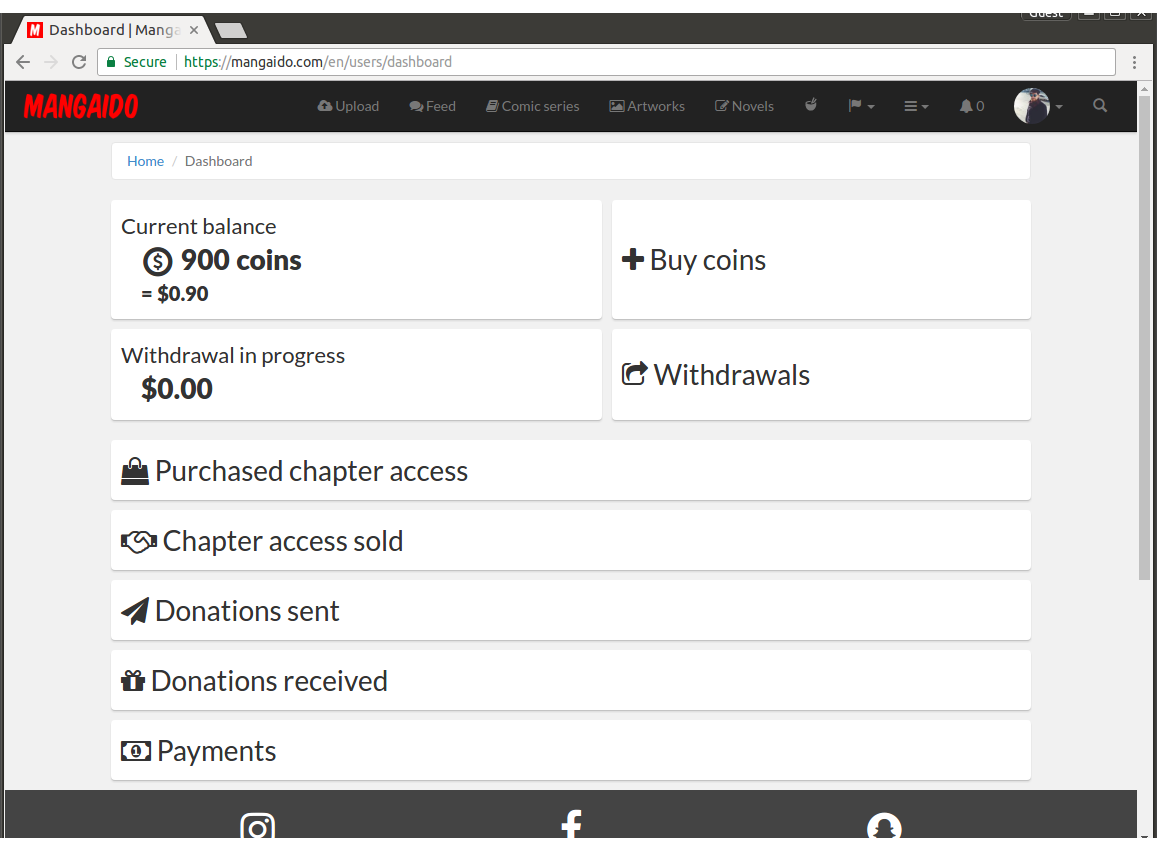 Guest
Dashboard | Manga
Secure https://mangaido.com/en/users/dashboard
MANGAIDO Upload Feed Comic series Artworks Novels 0
Home / Dashboard
Current balance
900 coins
= $0.90
Buy coins
Withdrawal in progress
$0.00
Withdrawals
Purchased chapter access
Chapter access sold
Donations sent
Donations received
Payments